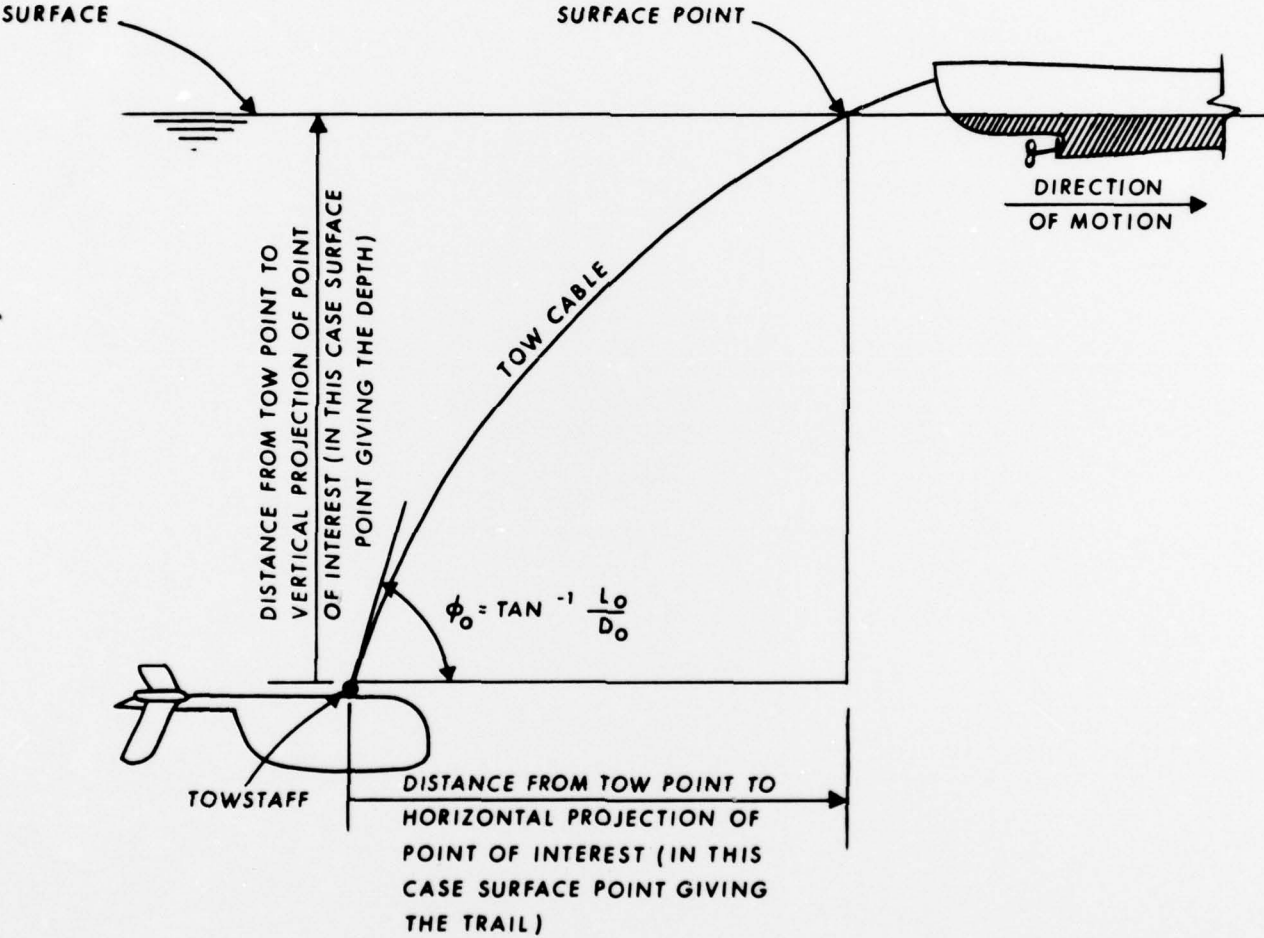 SURFACE
SURFACE POINT
DIRECTION
OF MOTION
TOW CABLE
DISTANCE FROM TOW POINT TO
VERTICAL PROJECTION OF POINT
OF INTEREST (IN THIS CASE SURFACE
POINT GIVING THE DEPTH)
ϕ₀ = TAN ⁻¹ L₀/D₀
TOWSTAFF
DISTANCE FROM TOW POINT TO
HORIZONTAL PROJECTION OF
POINT OF INTEREST (IN THIS
CASE SURFACE POINT GIVING
THE TRAIL)